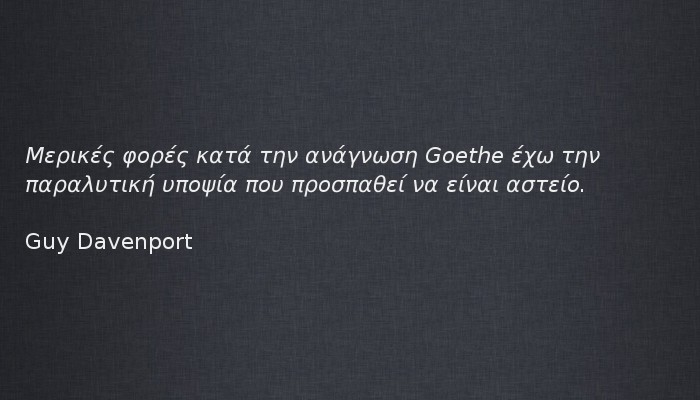 Μερικές φορές κατά την ανάγνωση Goethe έχω την
παραλυτική υποψία που προσπαθεί να είναι αστείο.
Guy Davenport